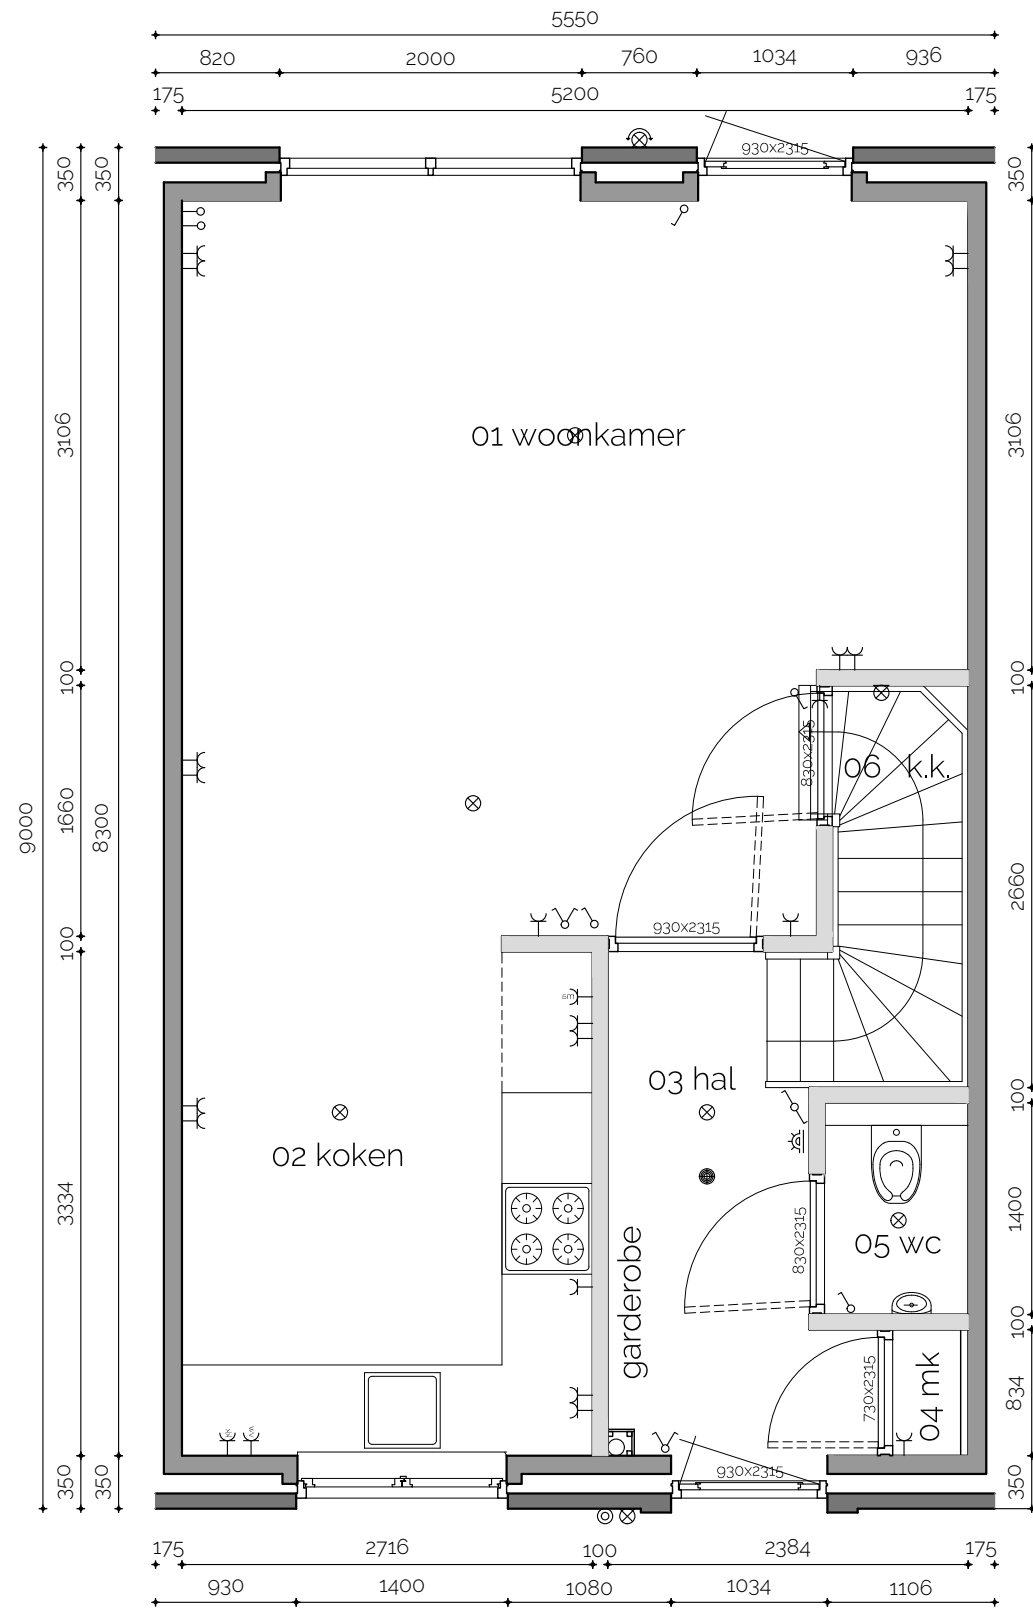 5550
820 2000 760 1034 936
175 5200 175
930x2315
350 350 350
01 woonkamer
3106 3106
100 100
830x2315
06 k.k.
9000 1660 8300 2660
930x2315
100
ma
03 hal
100
02 koken
3334 1400
830x2315
05 wc
garderobe
100
730x2315
04 mk
834
vw
930x2315
350 350 350
175 2716 100 2384 175
930 1400 1080 1034 1106